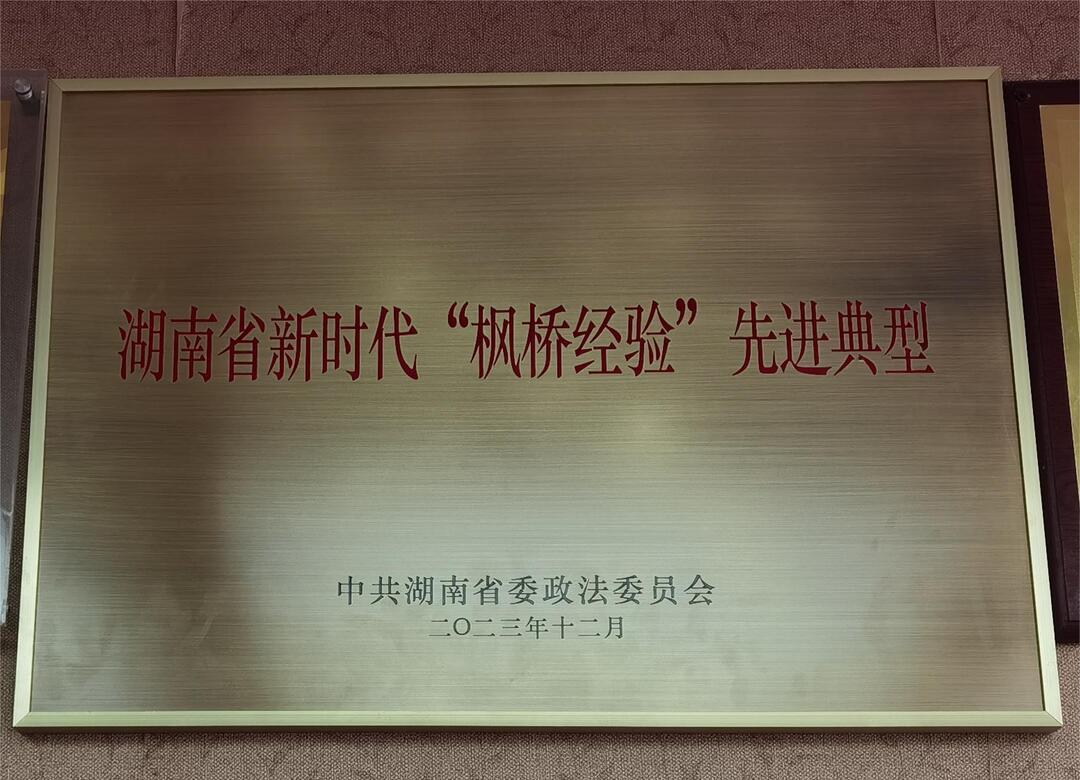 湖南省新时代“枫桥经验”先进典型
中共湖南省委政法委员会
二〇二三年十二月